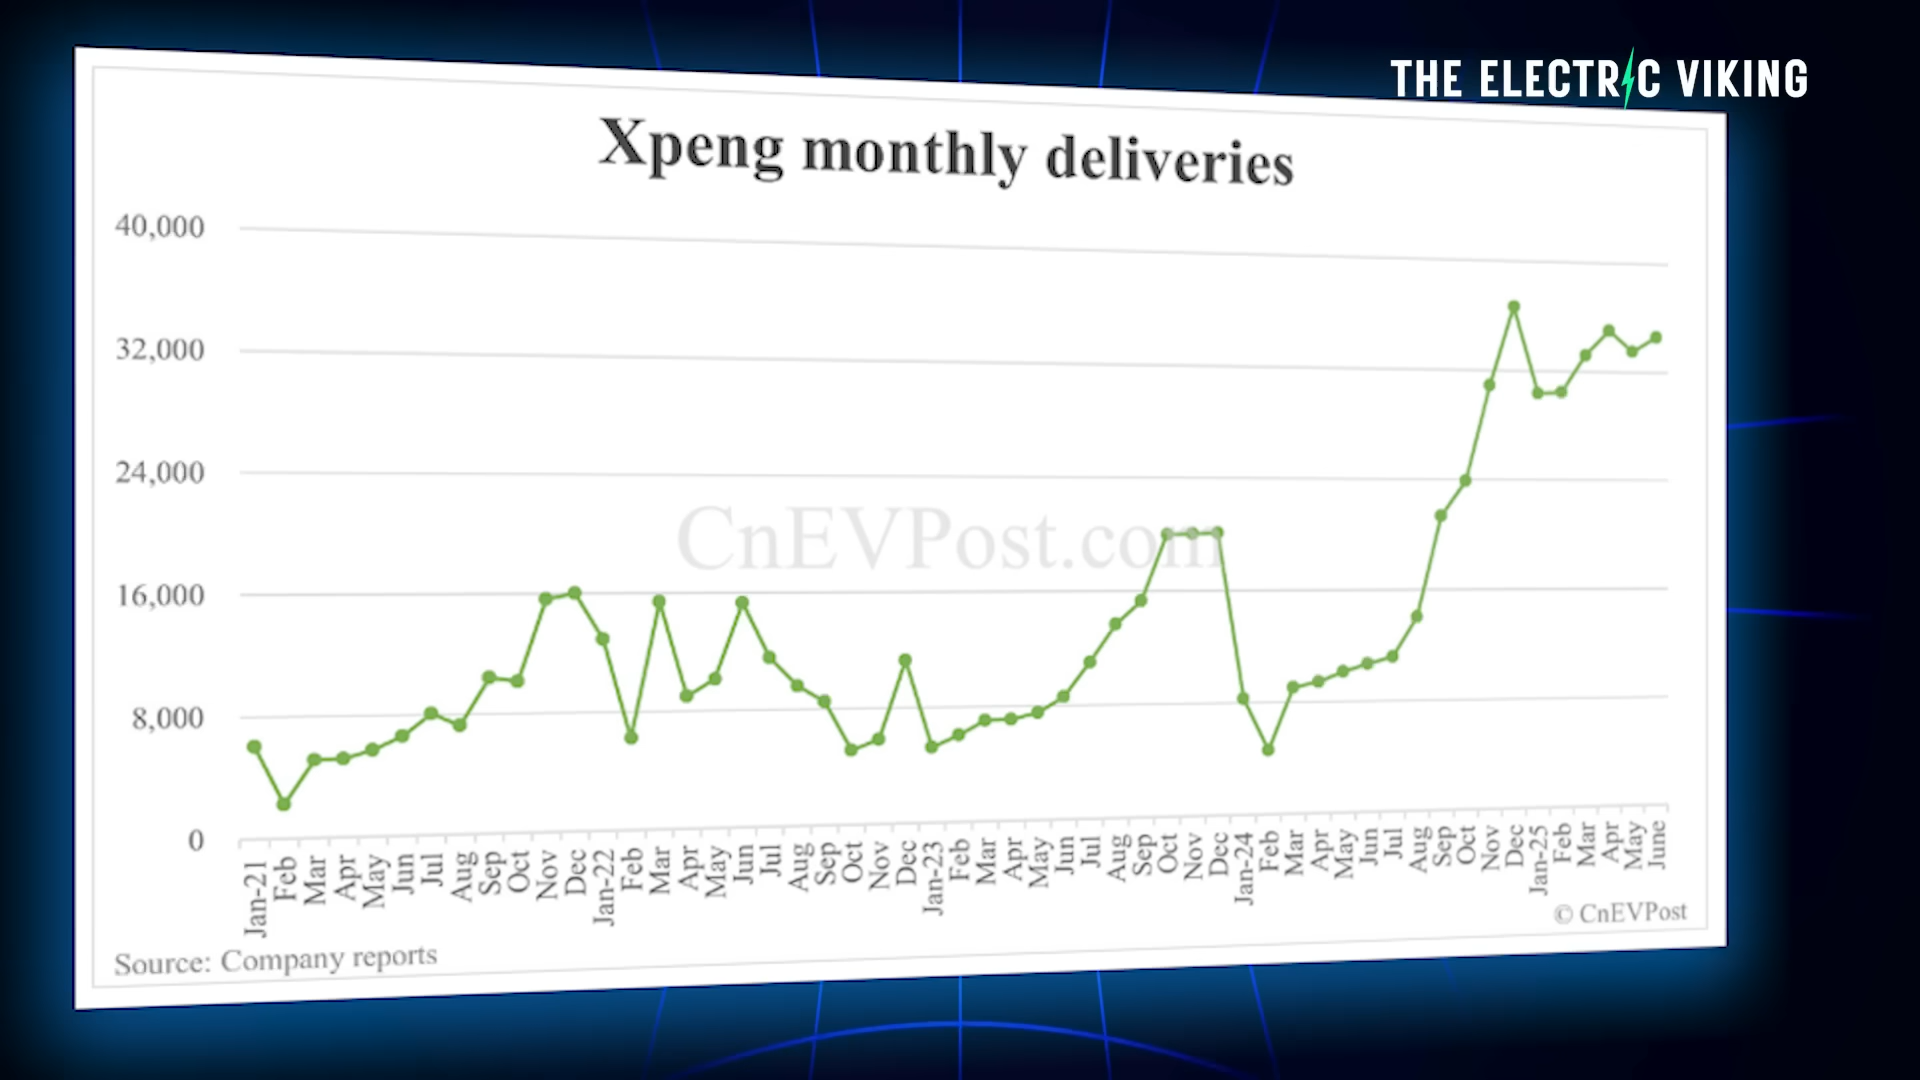 THE ELECTRIC VIKING
Xpeng monthly deliveries
40,000
32,000
24,000
16,000
8,000
0
CnEVPost.com
Jan-21 Feb Mar Apr May Jun Jul Aug Sep Oct Nov Dec Jan-22 Feb Mar Apr May Jun Jul Aug Sep Oct Nov Dec Jan-23 Feb Mar Apr May Jun Jul Aug Sep Oct Nov Dec Jan-24 Feb Mar Apr May Jun Jul Aug Sep Oct Nov Dec Jan-25 Feb Mar Apr May June
© CnEVPost
Source: Company reports